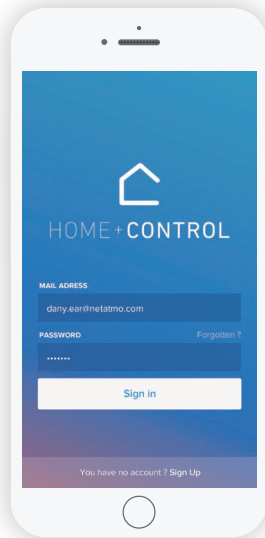 HOME + CONTROL
MAIL ADRESS
dany.ear@netatmo.com
PASSWORD Forgotten ?
•••••••
Sign in
You have no account ? Sign Up